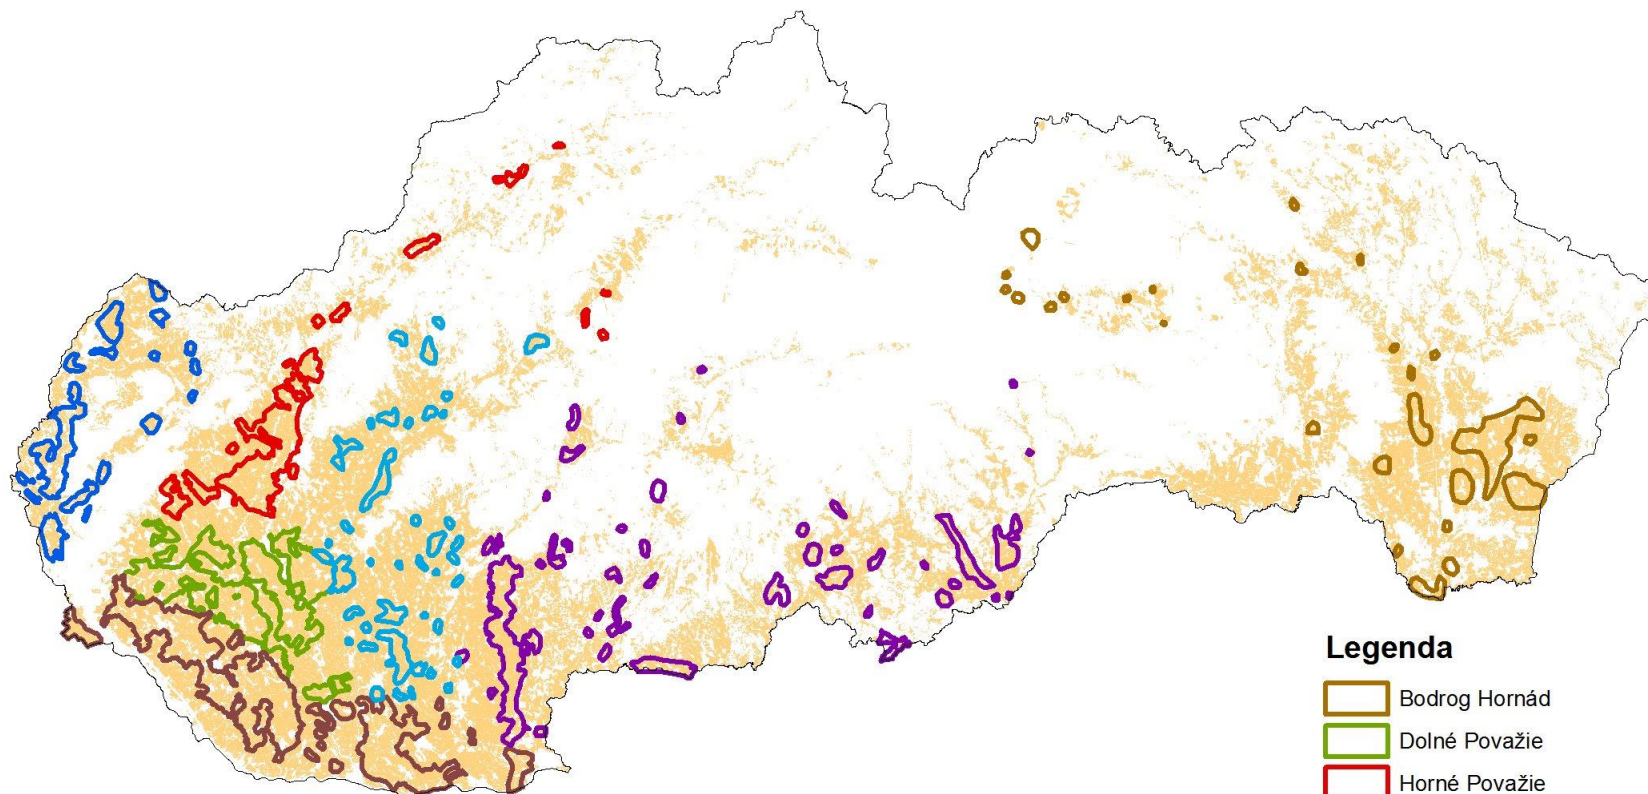 Legenda
Bodrog Hornád
Dolné Považie
Horné Považie